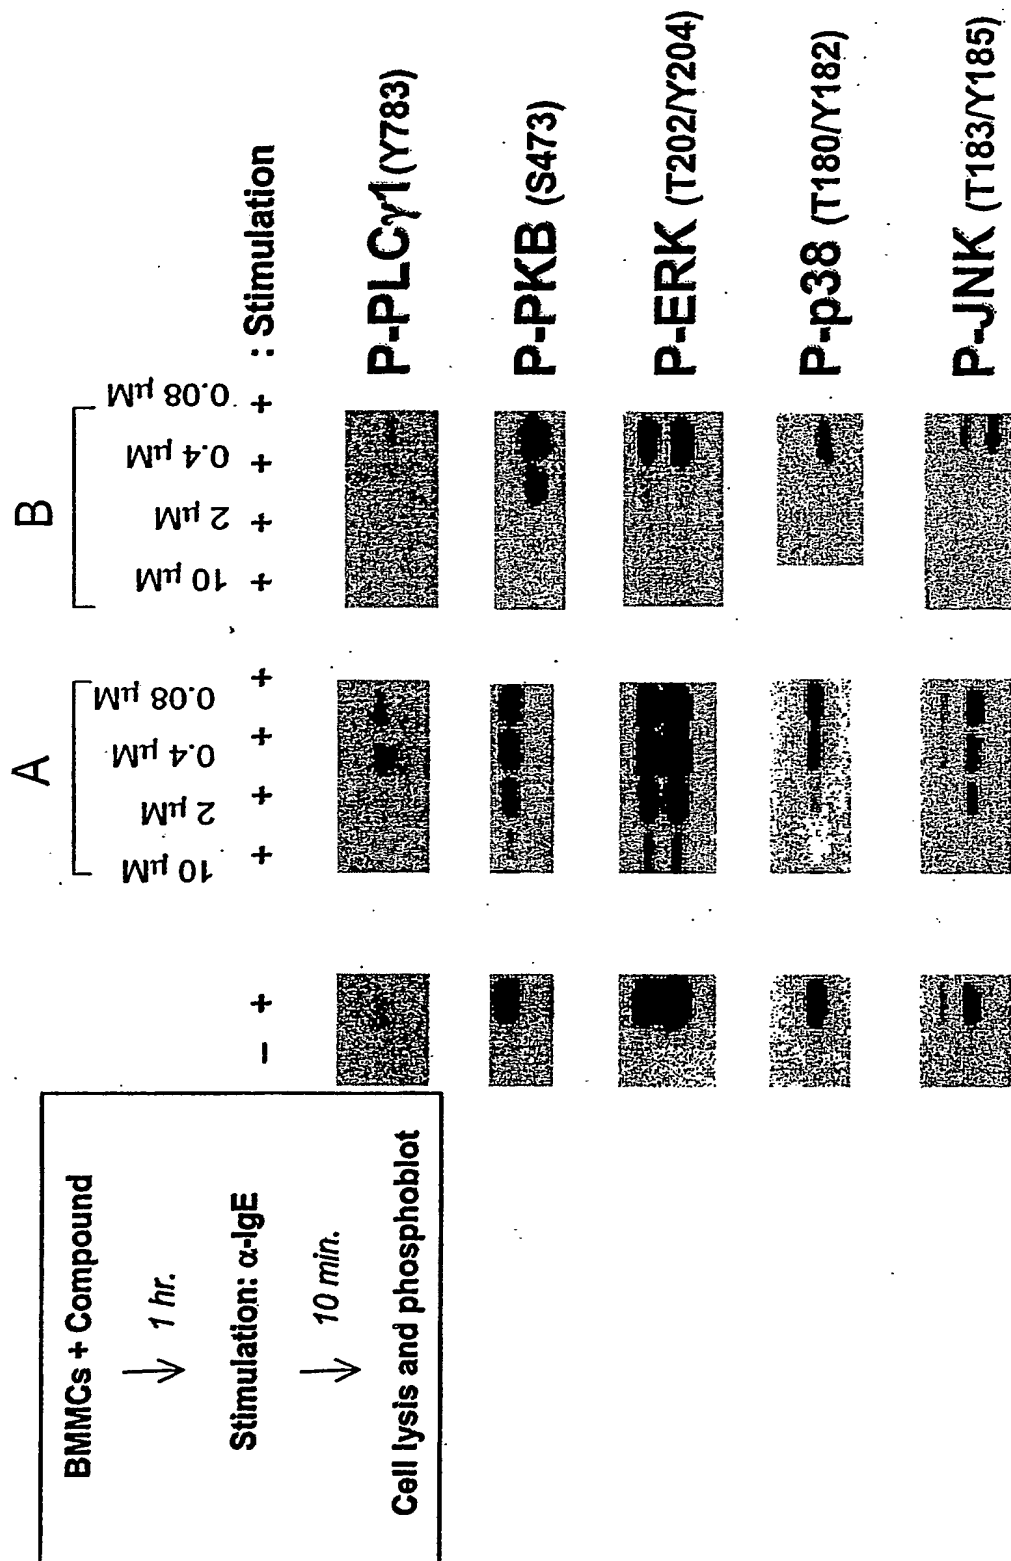 BMMCs + Compound
1 hr.
Stimulation: α-IgE
10 min.
Cell lysis and phosphoblot
A
B
10 µM 2 µM 0.4 µM 0.08 µM
10 µM 2 µM 0.4 µM 0.08 µM
− + + + + + + + + + : Stimulation
P-PLCγ1 (Y783)
P-PKB (S473)
P-ERK (T202/Y204)
P-p38 (T180/Y182)
P-JNK (T183/Y185)